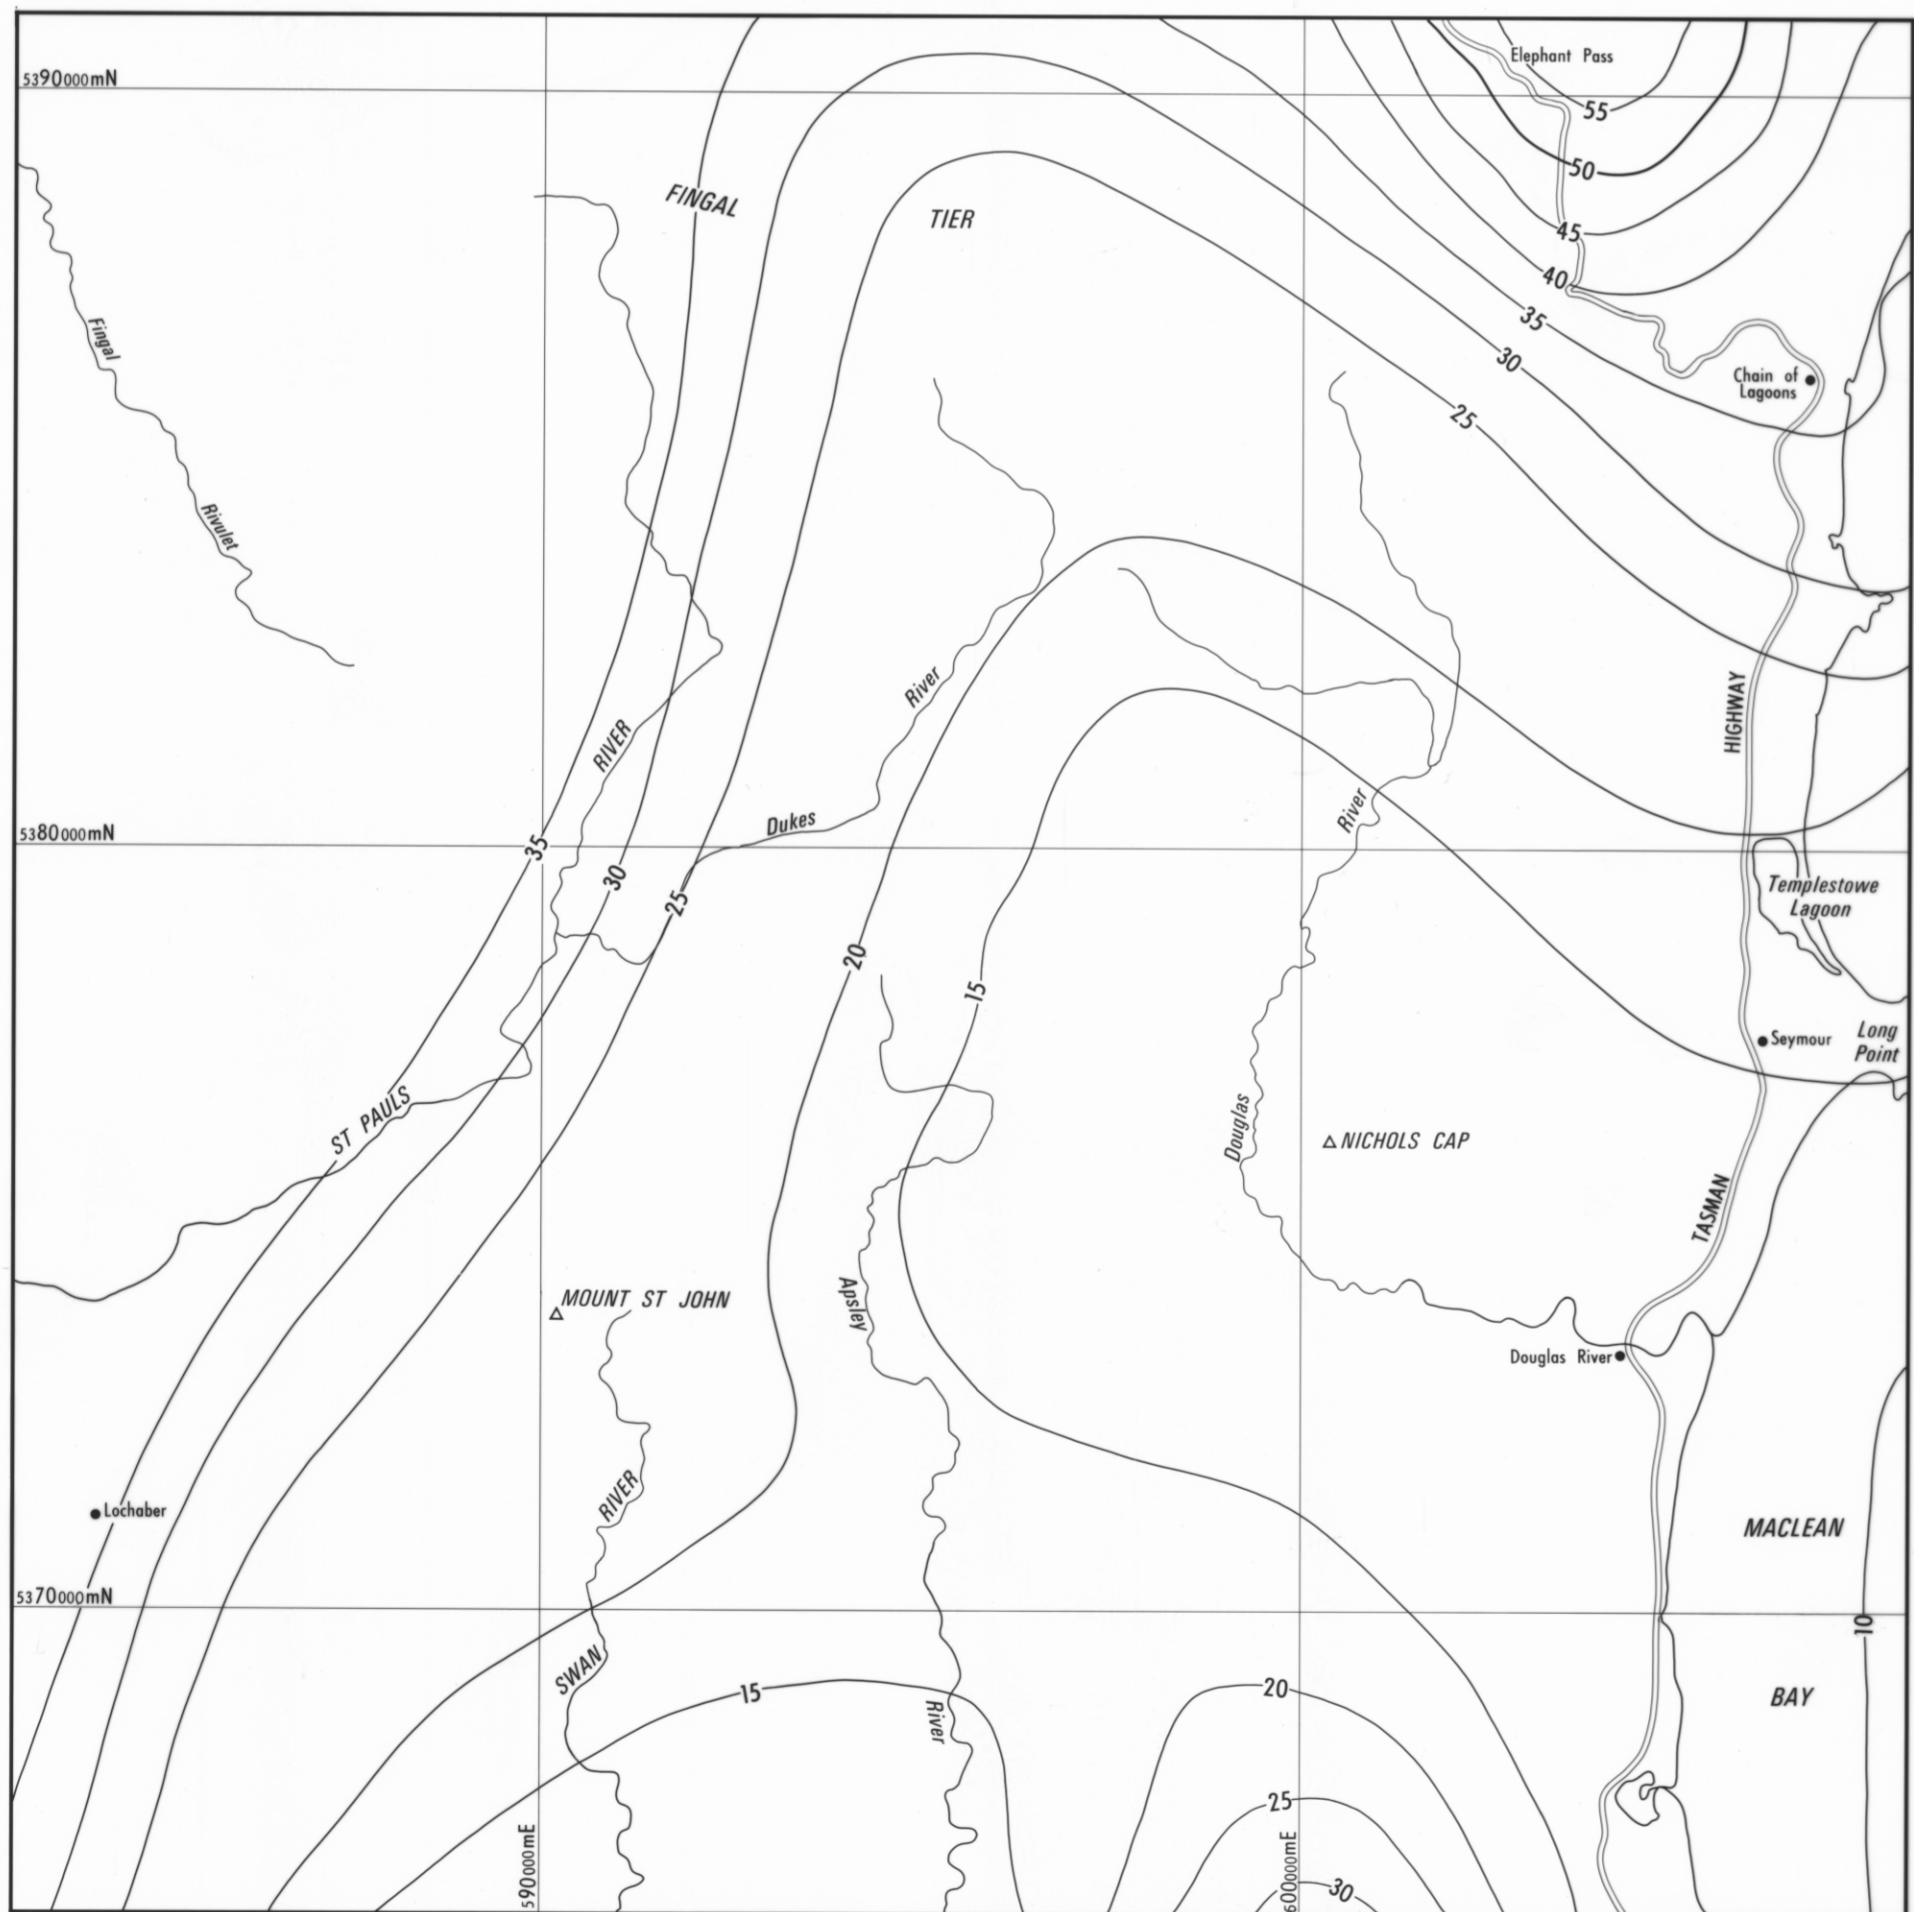 Elephant Pass
5390000mN
55
50
FINGAL
TIER
45
40
35
30
Fingal
Chain of
Lagoons
25
Rivulet
River
HIGHWAY
RIVER
River
Dukes
5380000mN
35
30
25
Templestowe
Lagoon
20
15
Seymour
Long
Point
ST PAULS
Douglas
NICHOLS CAP
TASMAN
MOUNT ST JOHN
Apsley
Douglas River
RIVER
Lochaber
MACLEAN
5370000mN
10
SWAN
15
20
River
BAY
25
590000mE
600000mE
30